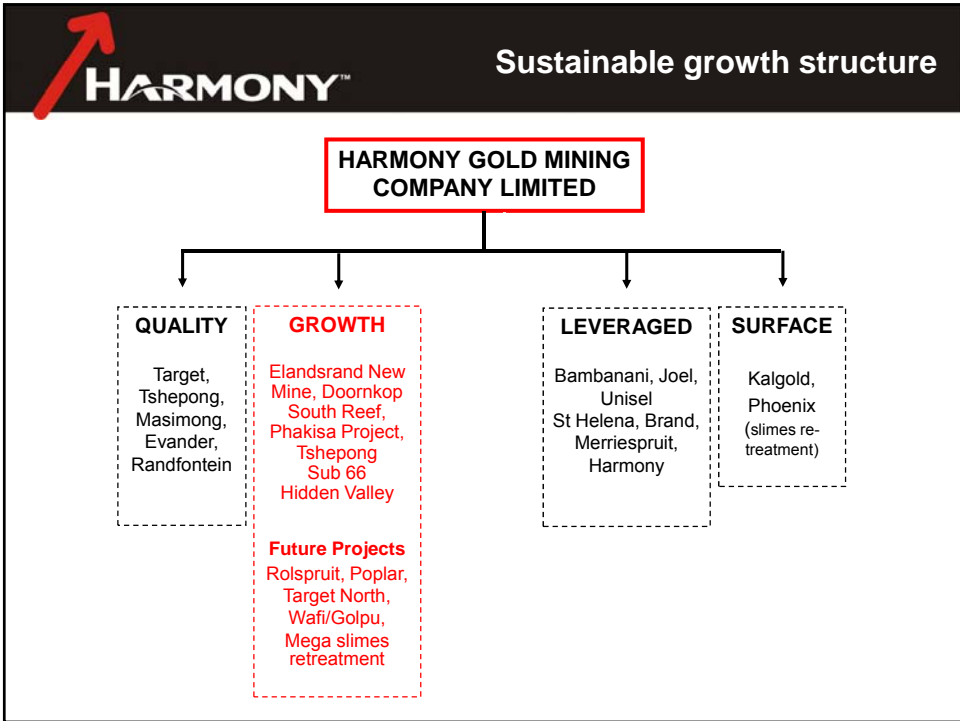 HARMONY™
Sustainable growth structure
HARMONY GOLD MINING
COMPANY LIMITED
QUALITY
Target,
Tshepong,
Masimong,
Evander,
Randfontein
GROWTH
Elandsrand New
Mine, Doornkop
South Reef,
Phakisa Project,
Tshepong
Sub 66
Hidden Valley
Future Projects
Rolspruit, Poplar,
Target North,
Wafi/Golpu,
Mega slimes
retreatment
LEVERAGED
Bambanani, Joel,
Unisel
St Helena, Brand,
Merriespruit,
Harmony
SURFACE
Kalgold,
Phoenix
(slimes re-
treatment)